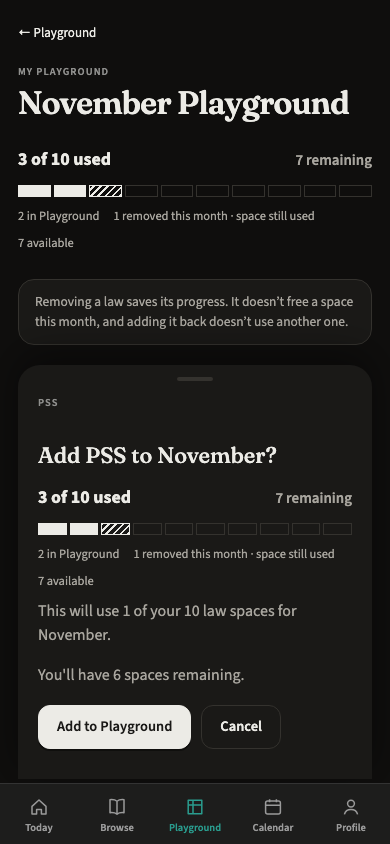 ← Playground
MY PLAYGROUND
November Playground
3 of 10 used 7 remaining
2 in Playground 1 removed this month · space still used
7 available
Removing a law saves its progress. It doesn’t free a space
this month, and adding it back doesn’t use another one.
PSS
Add PSS to November?
3 of 10 used 7 remaining
2 in Playground 1 removed this month · space still used
7 available
This will use 1 of your 10 law spaces for
November.
You'll have 6 spaces remaining.
Add to Playground Cancel
Today Browse Playground Calendar Profile